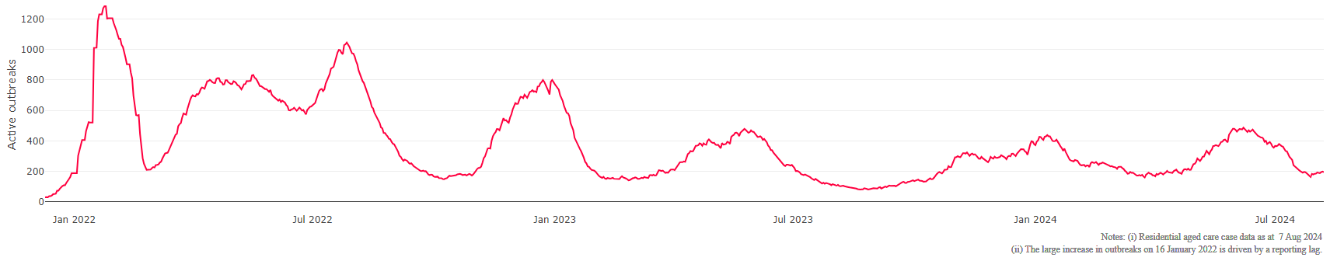 Active outbreaks
1200
1000
800
600
400
200
0
Jan 2022
Jul 2022
Jan 2023
Jul 2023
Jan 2024
Jul 2024
Notes: (i) Residential aged care case data as at 7 Aug 2024
(ii) The large increase in outbreaks on 16 January 2022 is driven by a reporting lag.